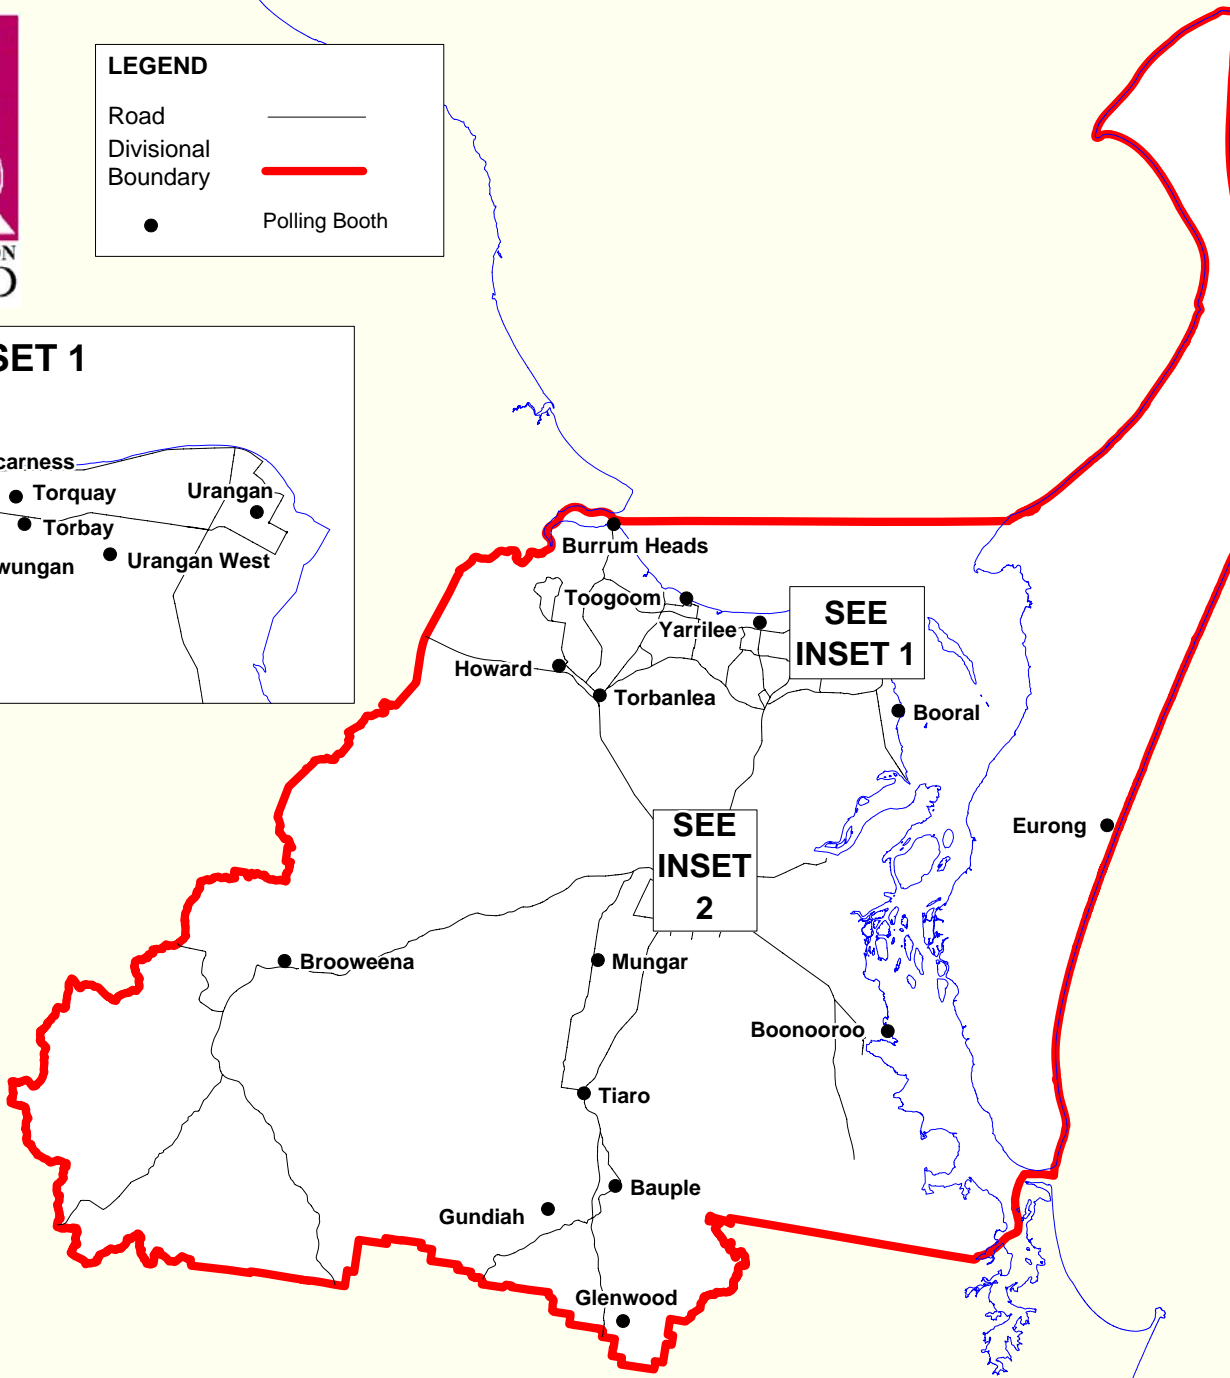 LEGEND
Road
Divisional
Boundary
Polling Booth
ON
SET 1
carness
Torquay
Urangan
Torbay
wungan
Urangan West
Burrum Heads
Toogoom
Yarrilee
SEE
INSET 1
Howard
Torbanlea
Booral
SEE
INSET
2
Eurong
Brooweena
Mungar
Boonooroo
Tiaro
Bauple
Gundiah
Glenwood